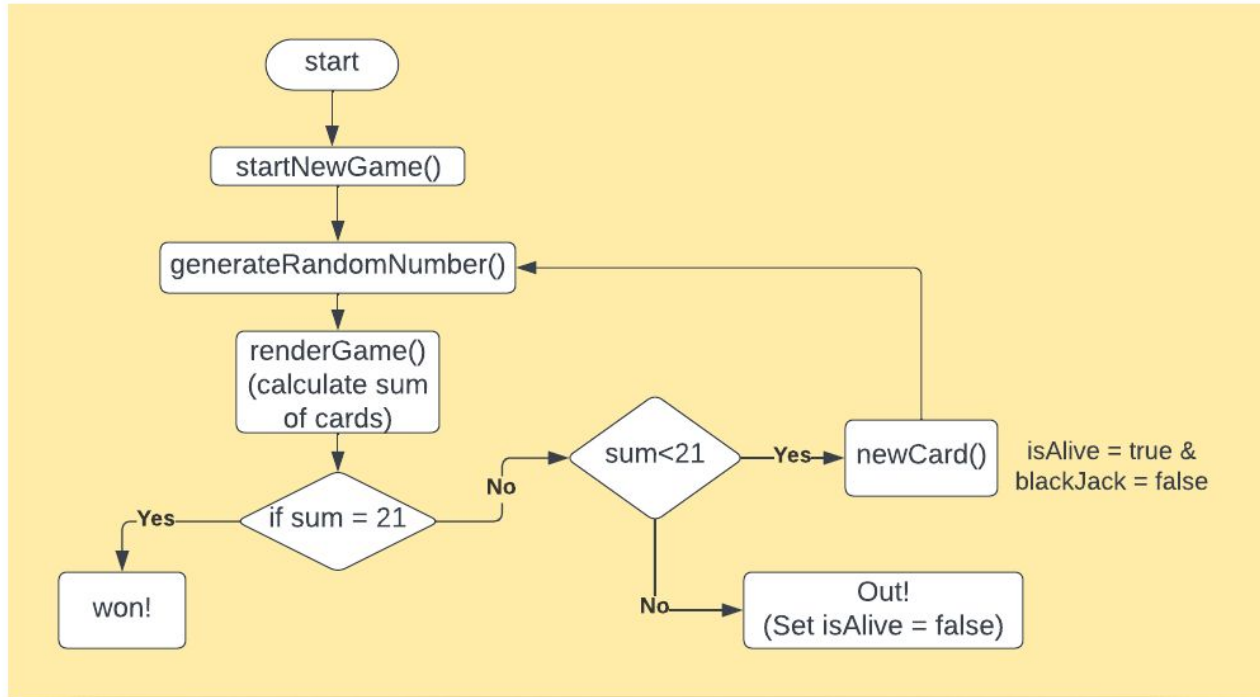 start
startNewGame()
generateRandomNumber()
renderGame()
(calculate sum
of cards)
if sum = 21
Yes
won!
No
sum<21
Yes
newCard()
isAlive = true &
blackJack = false
No
Out!
(Set isAlive = false)